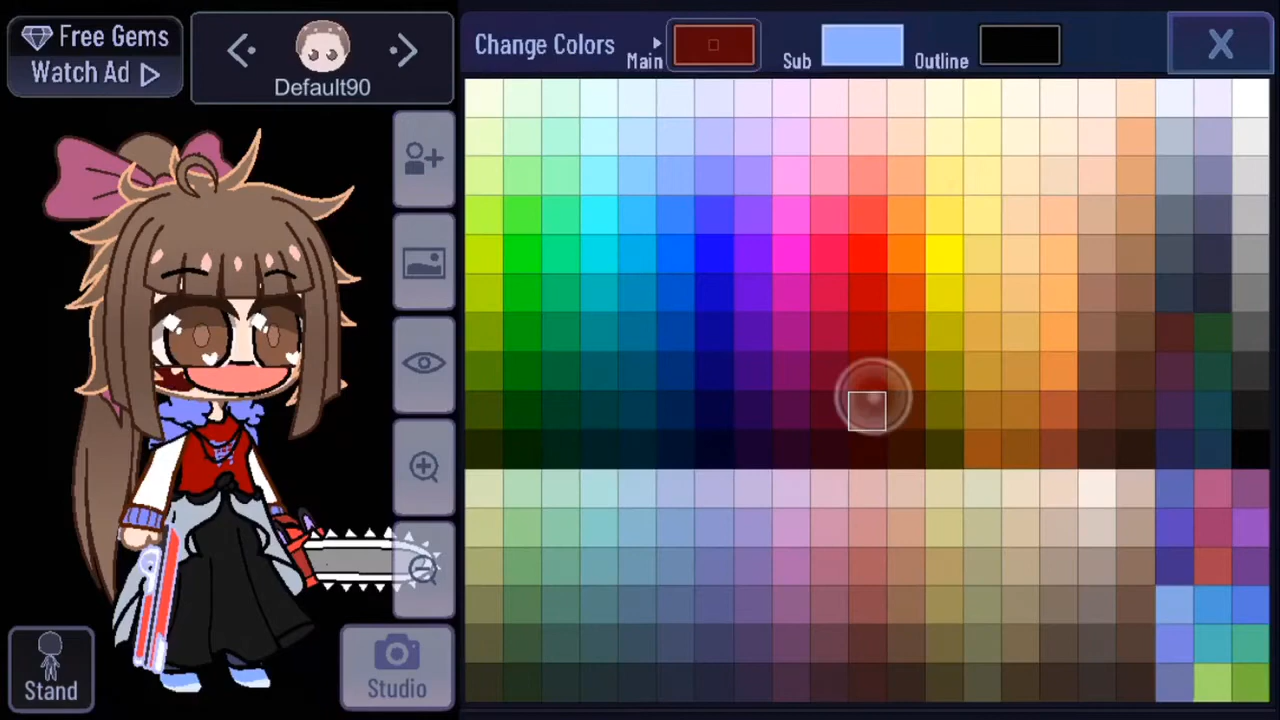 Free Gems
Watch Ad
Default90
Change Colors
Main
Sub
Outline
X
Stand
Studio